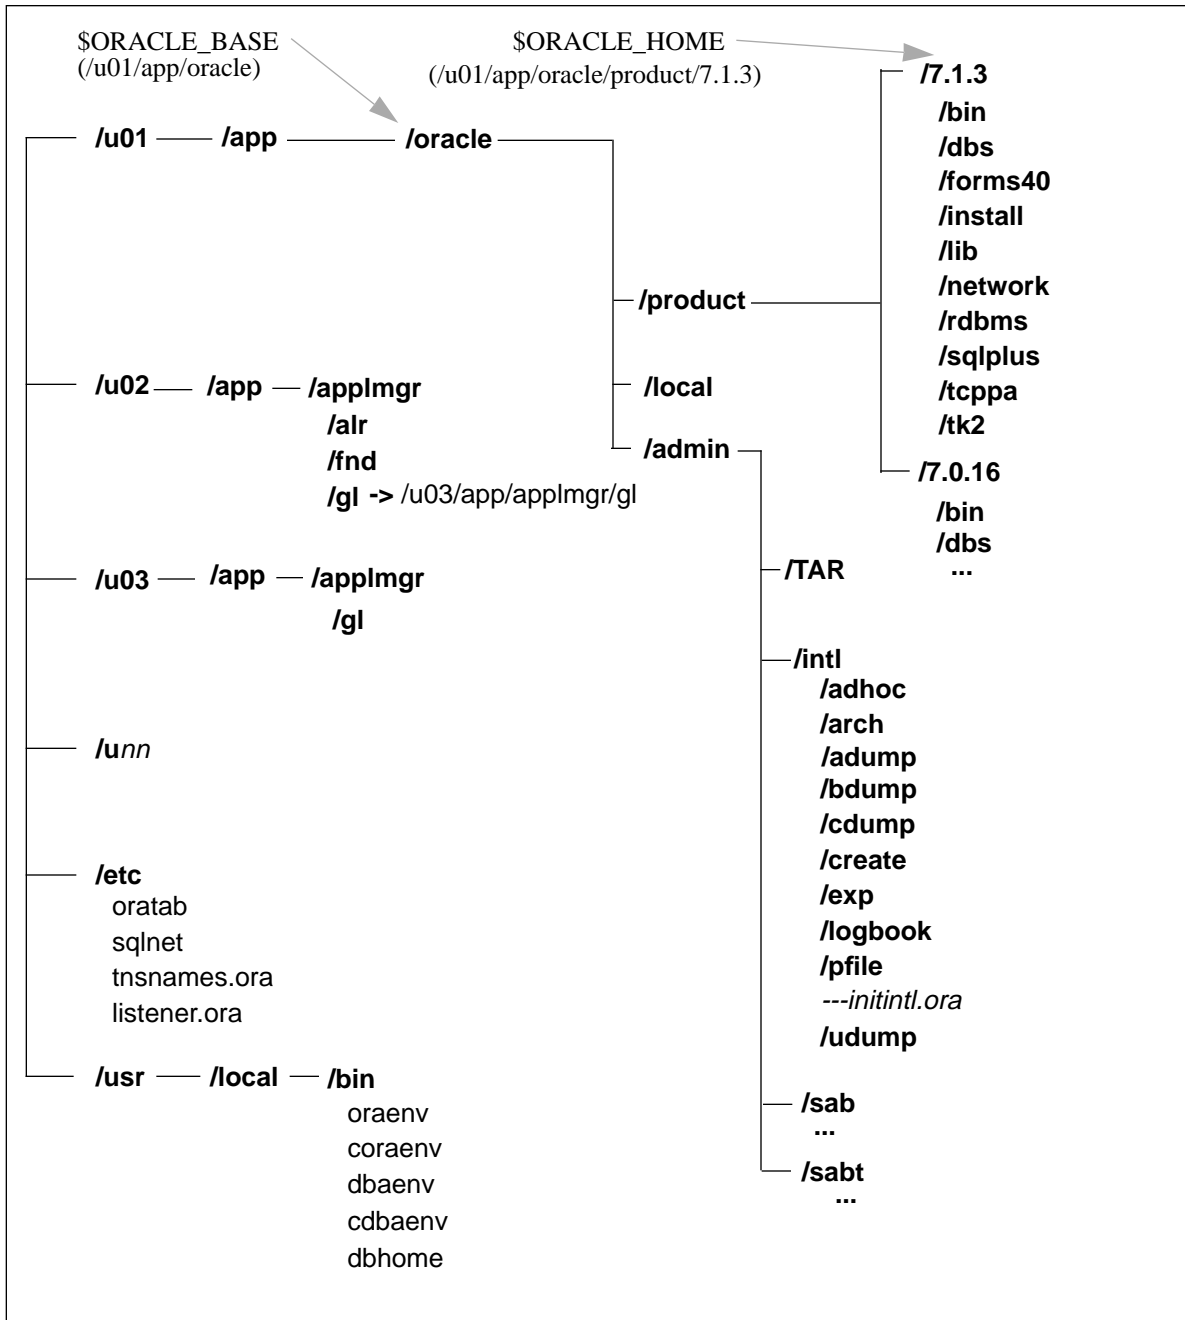 $ORACLE_BASE
(/u01/app/oracle)
$ORACLE_HOME
(/u01/app/oracle/product/7.1.3)
/u01
/app
/oracle
/product
/7.1.3
/bin
/dbs
/forms40
/install
/lib
/network
/rdbms
/sqlplus
/tcppa
/tk2
/7.0.16
/bin
/dbs
...
/local
/admin
/TAR
/intl
/adhoc
/arch
/adump
/bdump
/cdump
/create
/exp
/logbook
/pfile
---initintl.ora
/udump
/sab
...
/sabt
...
/u02
/app
/applmgr
/alr
/fnd
/gl -> /u03/app/applmgr/gl
/u03
/app
/applmgr
/gl
/unn
/etc
oratab
sqlnet
tnsnames.ora
listener.ora
/usr
/local
/bin
oraenv
coraenv
dbaenv
cdbaenv
dbhome